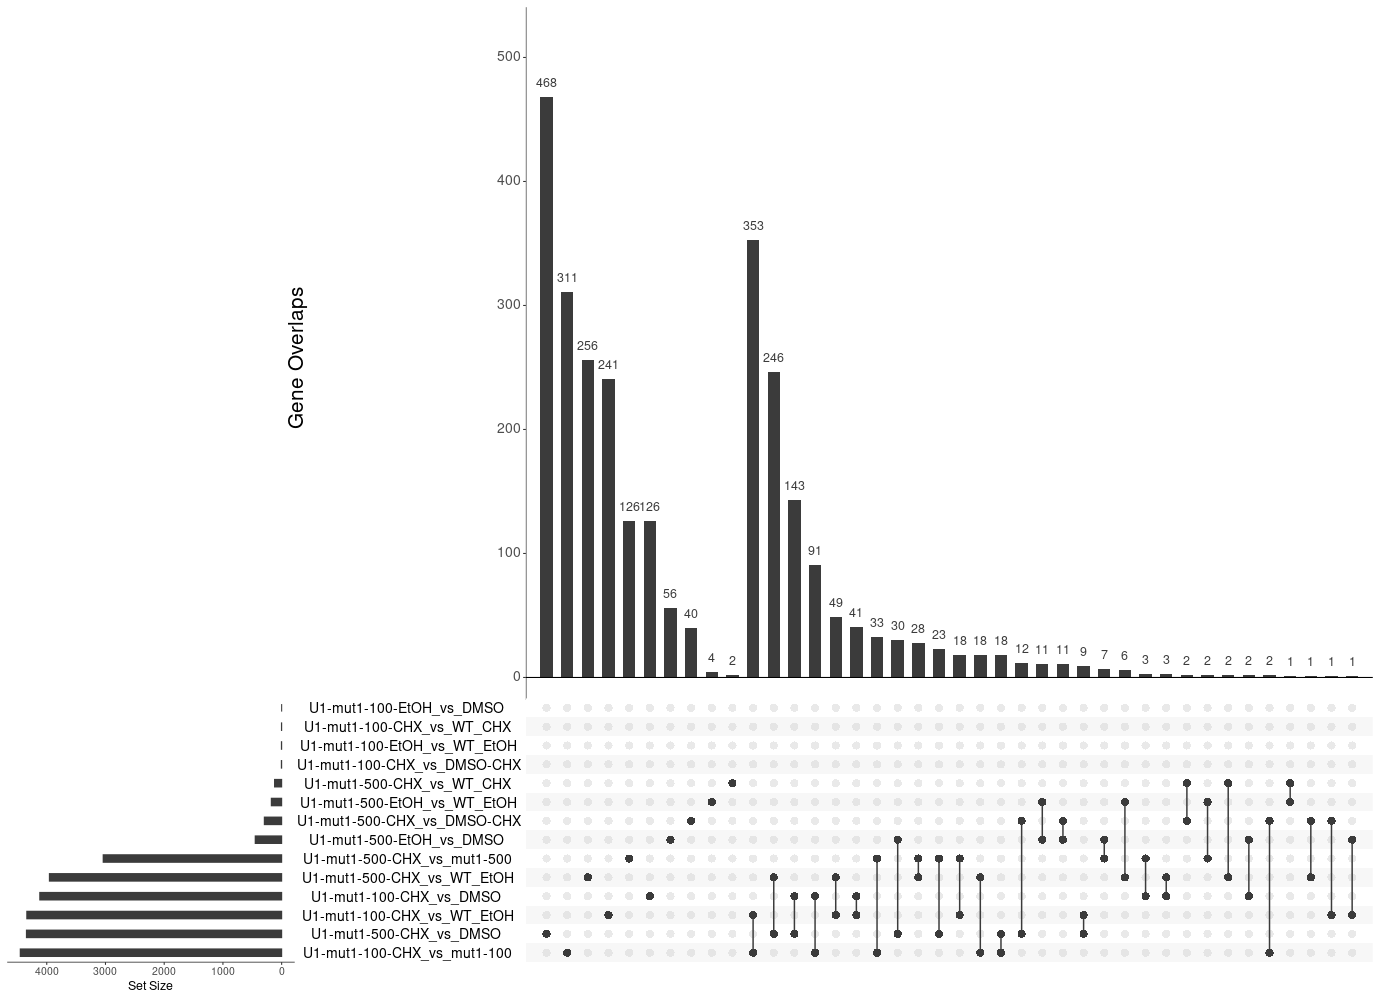 500
468
400
353
311
300
256
241
246
200
143
126
126
100
91
56
40
49
41
33
30
28
23
18
18
18
12
11
11
9
7
6
4
2
3
3
2
2
2
2
2
1
1
1
1
0
Gene Overlaps
U1-mut1-100-EtOH_vs_DMSO
U1-mut1-100-CHX_vs_WT_CHX
U1-mut1-100-EtOH_vs_WT_EtOH
U1-mut1-100-CHX_vs_DMSO-CHX
U1-mut1-500-CHX_vs_WT_CHX
U1-mut1-500-EtOH_vs_WT_EtOH
U1-mut1-500-CHX_vs_DMSO-CHX
U1-mut1-500-EtOH_vs_DMSO
U1-mut1-500-CHX_vs_mut1-500
U1-mut1-500-CHX_vs_WT_EtOH
U1-mut1-100-CHX_vs_DMSO
U1-mut1-100-CHX_vs_WT_EtOH
U1-mut1-500-CHX_vs_DMSO
U1-mut1-100-CHX_vs_mut1-100
4000 3000 2000 1000 0
Set Size